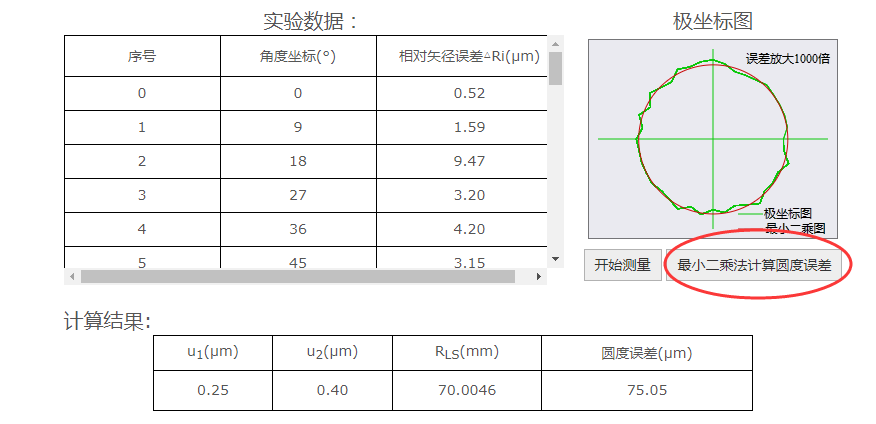 实验数据：
序号 角度坐标(°) 相对矢径误差△Ri(μm)
0 0 0.52
1 9 1.59
2 18 9.47
3 27 3.20
4 36 4.20
5 45 3.15
极坐标图
误差放大1000倍
极坐标图
最小二乘图
开始测量 最小二乘法计算圆度误差
计算结果:
u1(μm) u2(μm) RLS(mm) 圆度误差(μm)
0.25 0.40 70.0046 75.05